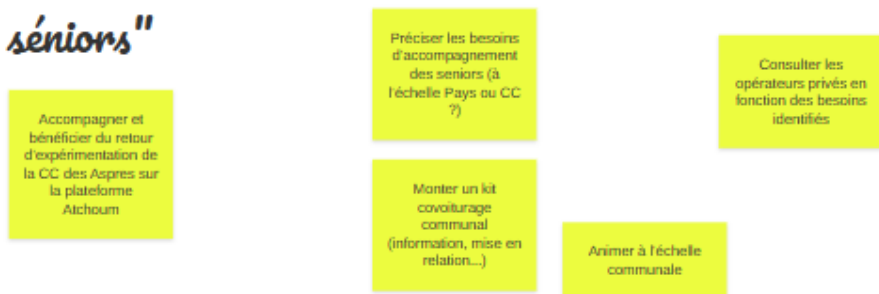 séniors"
Accompagner et
bénéficier du retour
d'expérimentation de
la CC des Aspres sur
la plateforme
Atchoum
Préciser les besoins
d'accompagnement
des seniors (à
l'échelle Pays ou CC
?)
Monter un kit
covoiturage
communal
(information, mise en
relation...)
Animer à l'échelle
communale
Consulter les
opérateurs privés en
fonction des besoins
identifiés